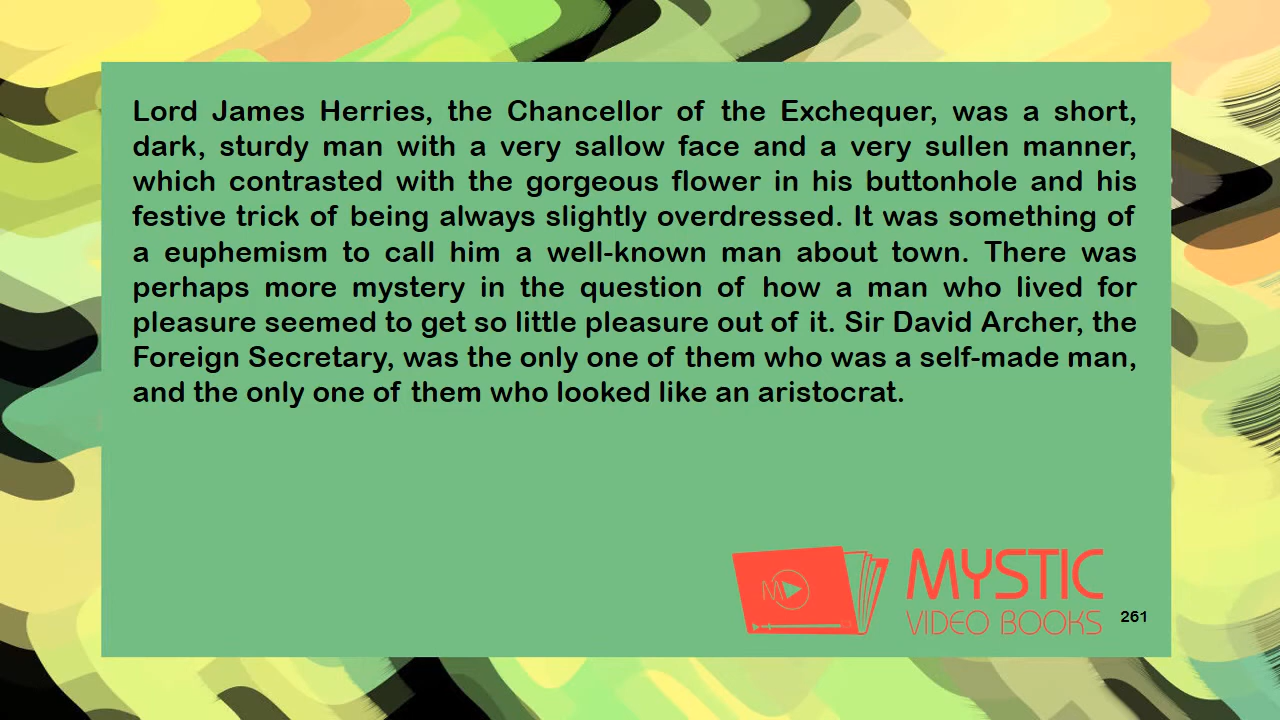 Lord James Herries, the Chancellor of the Exchequer, was a short,
dark, sturdy man with a very sallow face and a very sullen manner,
which contrasted with the gorgeous flower in his buttonhole and his
festive trick of being always slightly overdressed. It was something of
a euphemism to call him a well-known man about town. There was
perhaps more mystery in the question of how a man who lived for
pleasure seemed to get so little pleasure out of it. Sir David Archer, the
Foreign Secretary, was the only one of them who was a self-made man,
and the only one of them who looked like an aristocrat.
M
MYSTIC
VIDEO BOOKS
261